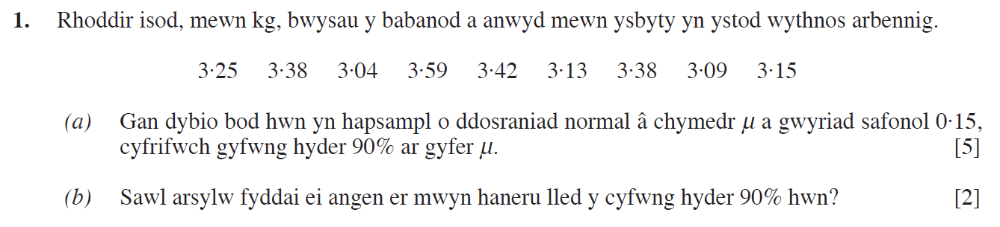 1. Rhoddir isod, mewn kg, bwysau y babanod a anwyd mewn ysbyty yn ystod wythnos arbennig.
3·25 3·38 3·04 3·59 3·42 3·13 3·38 3·09 3·15
(a) Gan dybio bod hwn yn hapsampl o ddosraniad normal â chymedr μ a gwyriad safonol 0·15,
cyfrifwch gyfwng hyder 90% ar gyfer μ. [5]
(b) Sawl arsylw fyddai ei angen er mwyn haneru lled y cyfwng hyder 90% hwn? [2]